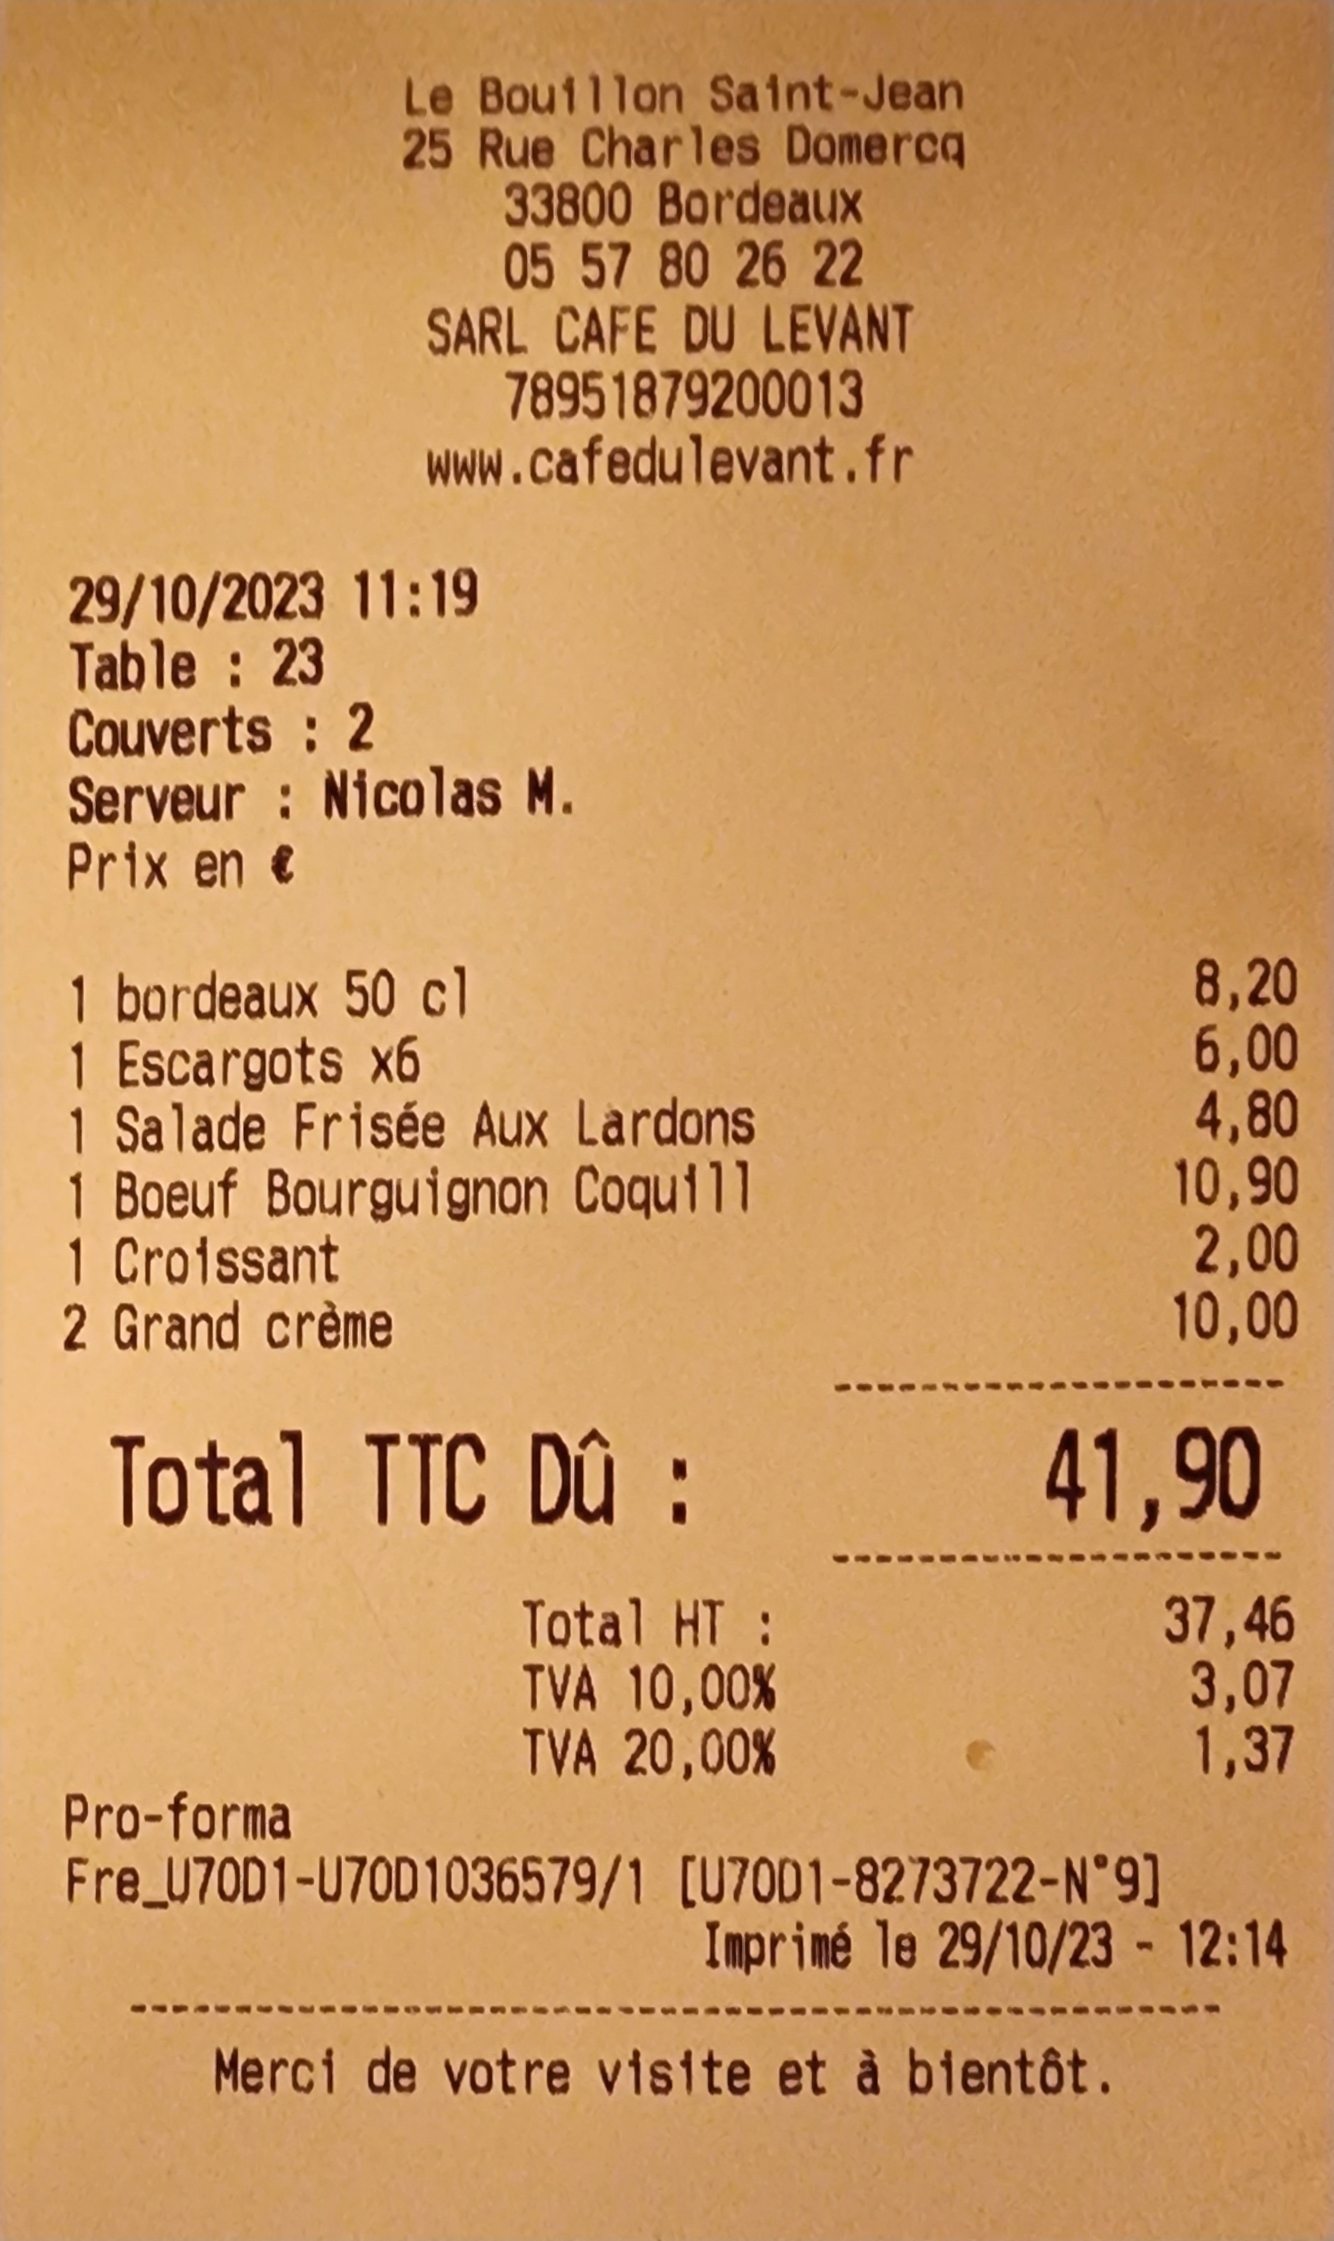 Le Bouillon Saint-Jean
25 Rue Charles Domercq
33800 Bordeaux
05 57 80 26 22
SARL CAFE DU LEVANT
78951879200013
www.cafedulevant.fr
29/10/2023 11:19
Table : 23
Couverts : 2
Serveur : Nicolas M.
Prix en €
1 bordeaux 50 cl 8,20
1 Escargots x6 6,00
1 Salade Frisée Aux Lardons 4,80
1 Boeuf Bourguignon Coquill 10,90
1 Croissant 2,00
2 Grand crème 10,00
---------------------
Total TTC Dû : 41,90
---------------------
Total HT : 37,46
TVA 10,00% 3,07
TVA 20,00% 1,37
Pro-forma
Fre_U70D1-U70D1036579/1 [U70D1-8273722-N°9]
Imprimé le 29/10/23 - 12:14
------------------------------------------
Merci de votre visite et à bientôt.